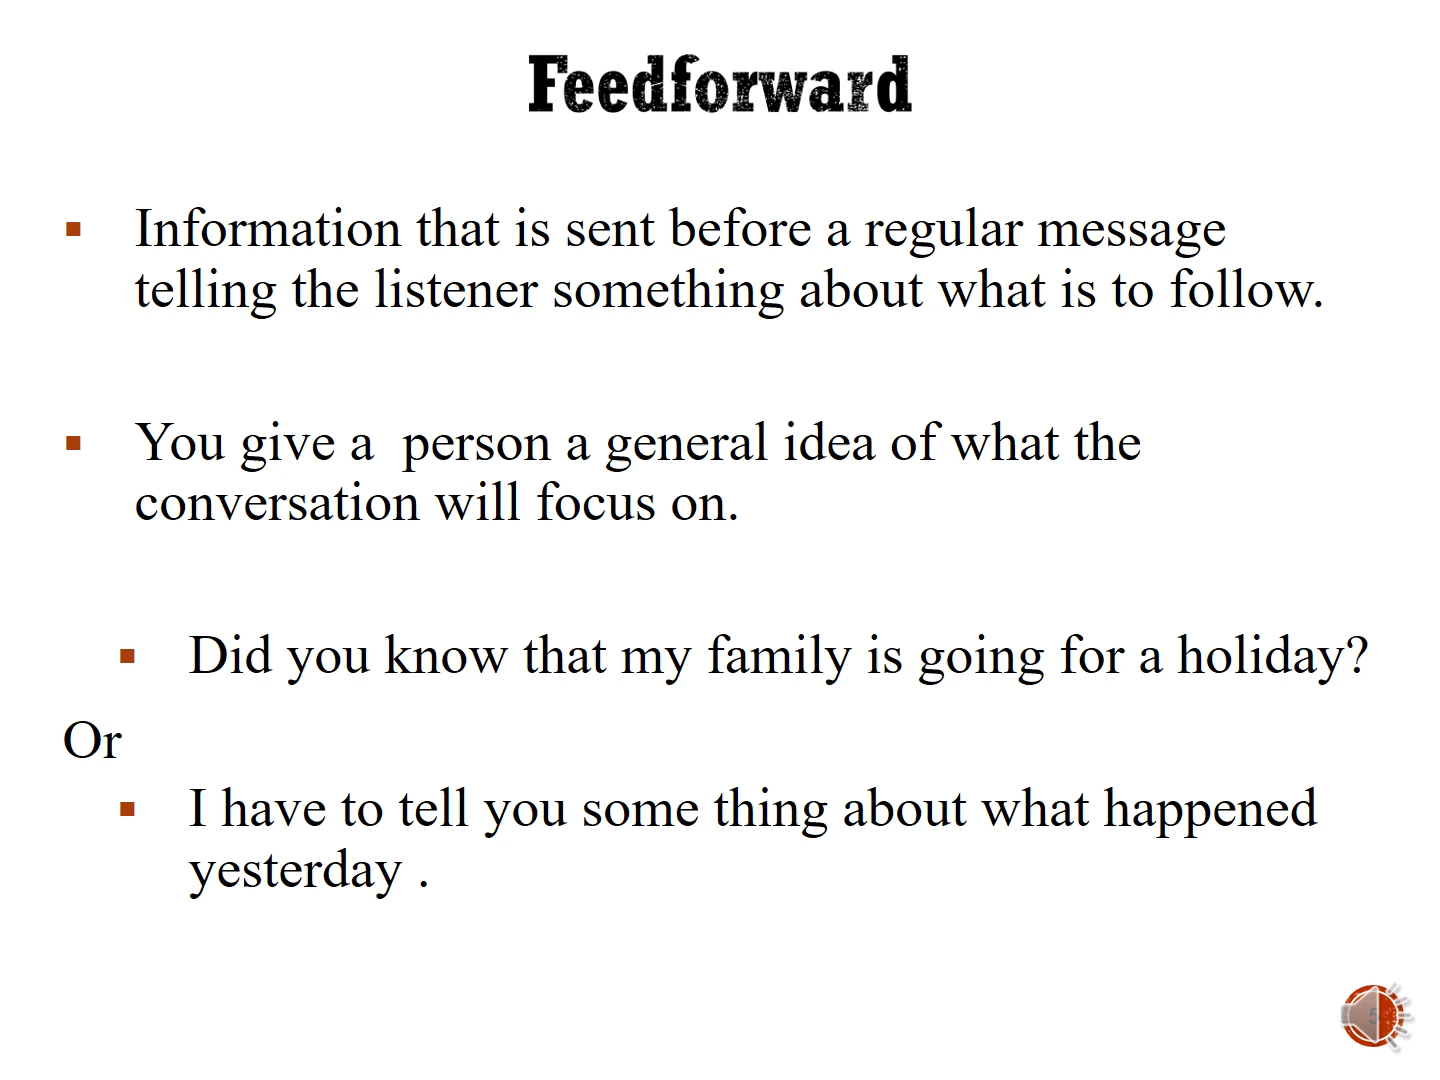 Feedforward
Information that is sent before a regular message
telling the listener something about what is to follow.
You give a  person a general idea of what the
conversation will focus on.
Did you know that my family is going for a holiday?
Or
I have to tell you some thing about what happened
yesterday .